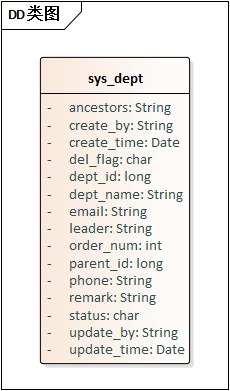 DD类图
sys_dept
- ancestors: String
- create_by: String
- create_time: Date
- del_flag: char
- dept_id: long
- dept_name: String
- email: String
- leader: String
- order_num: int
- parent_id: long
- phone: String
- remark: String
- status: char
- update_by: String
- update_time: Date